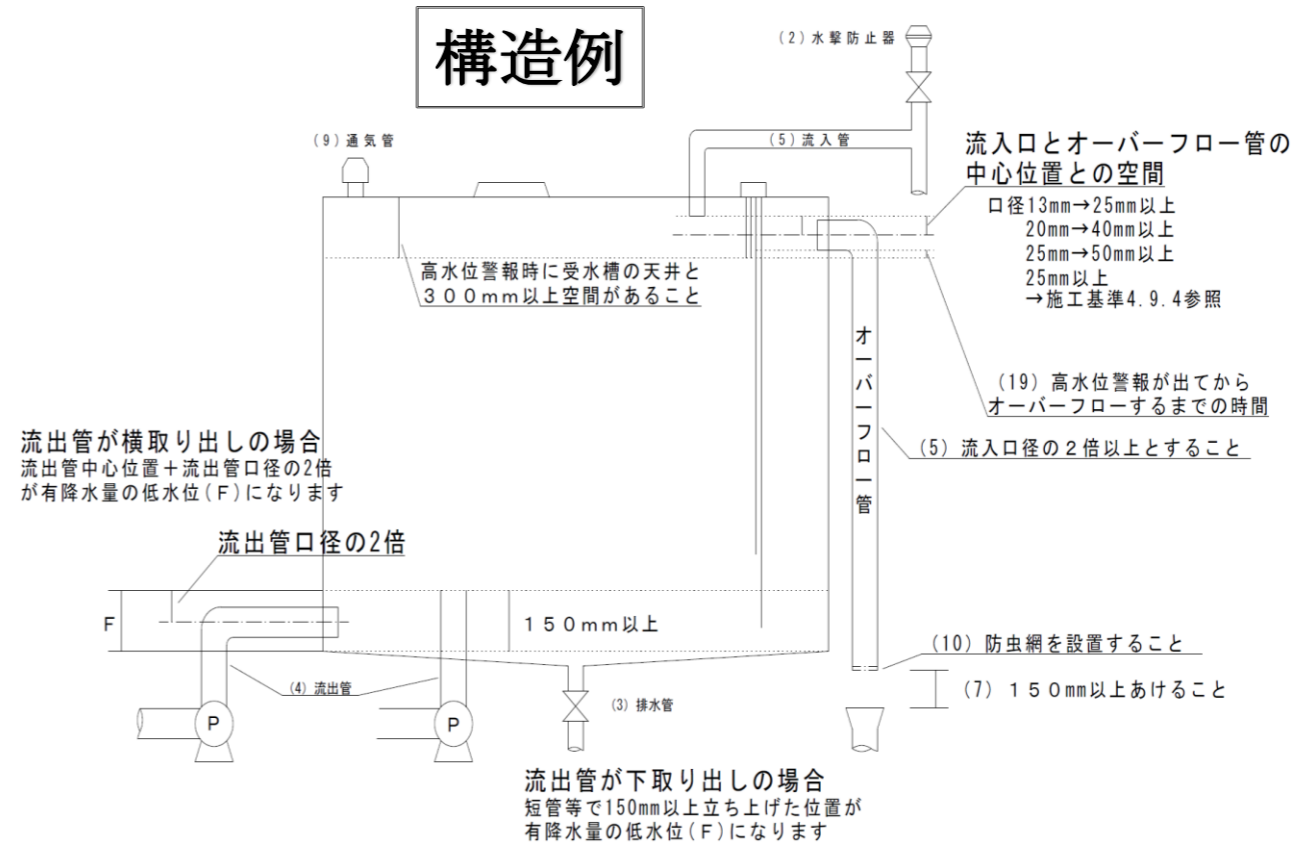 構造例
(2)水撃防止器
(9)通気管
(5)流入管
流入口とオーバーフロー管の
中心位置との空間
口径13mm→25mm以上
20mm→40mm以上
25mm→50mm以上
25mm以上
→施工基準4.9.4参照
高水位警報時に受水槽の天井と
300mm以上空間があること
オーバーフロー管
(19)高水位警報が出てから
オーバーフローするまでの時間
(5)流入口径の2倍以上とすること
流出管が横取り出しの場合
流出管中心位置+流出管口径の2倍
が有降水量の低水位(F)になります
流出管口径の2倍
F
150mm以上
(10)防虫網を設置すること
(4)流出管
(7)150mm以上あけること
(3)排水管
P
P
流出管が下取り出しの場合
短管等で150mm以上立ち上げた位置が
有降水量の低水位(F)になります